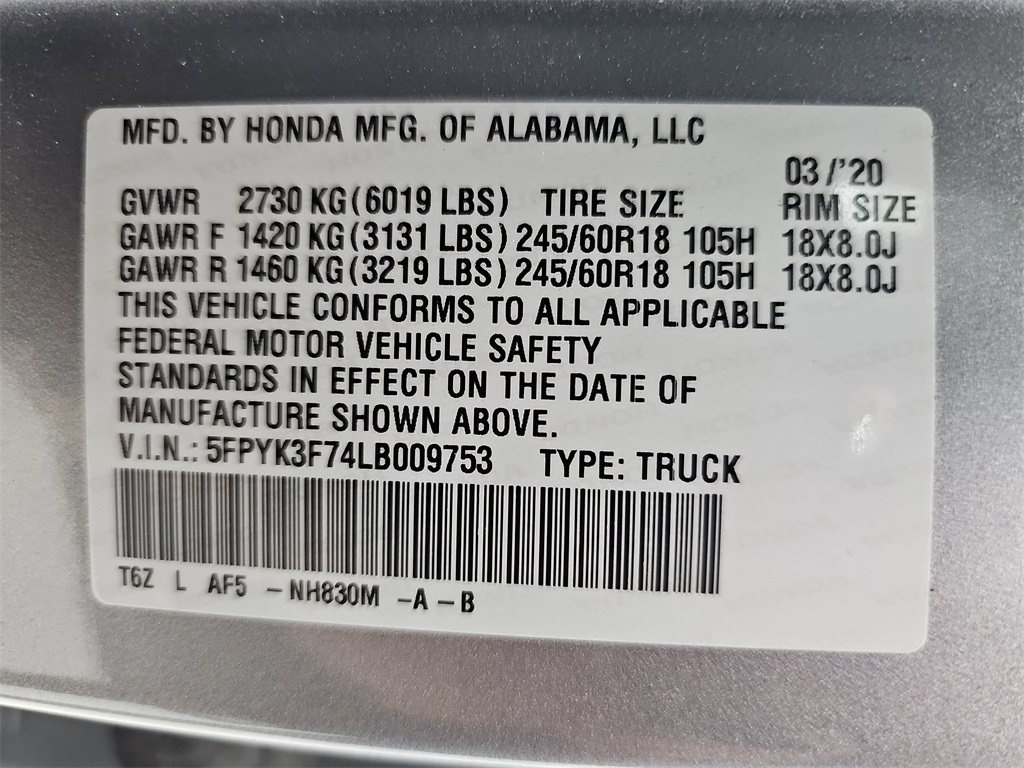 MFD. BY HONDA MFG. OF ALABAMA, LLC
03/'20
GVWR 2730 KG (6019 LBS) TIRE SIZE RIM SIZE
GAWR F 1420 KG (3131 LBS) 245/60R18 105H 18X8.0J
GAWR R 1460 KG (3219 LBS) 245/60R18 105H 18X8.0J
THIS VEHICLE CONFORMS TO ALL APPLICABLE
FEDERAL MOTOR VEHICLE SAFETY
STANDARDS IN EFFECT ON THE DATE OF
MANUFACTURE SHOWN ABOVE.
V.I.N.: 5FPYK3F74LB009753 TYPE: TRUCK
T6Z L AF5 -NH830M -A -B